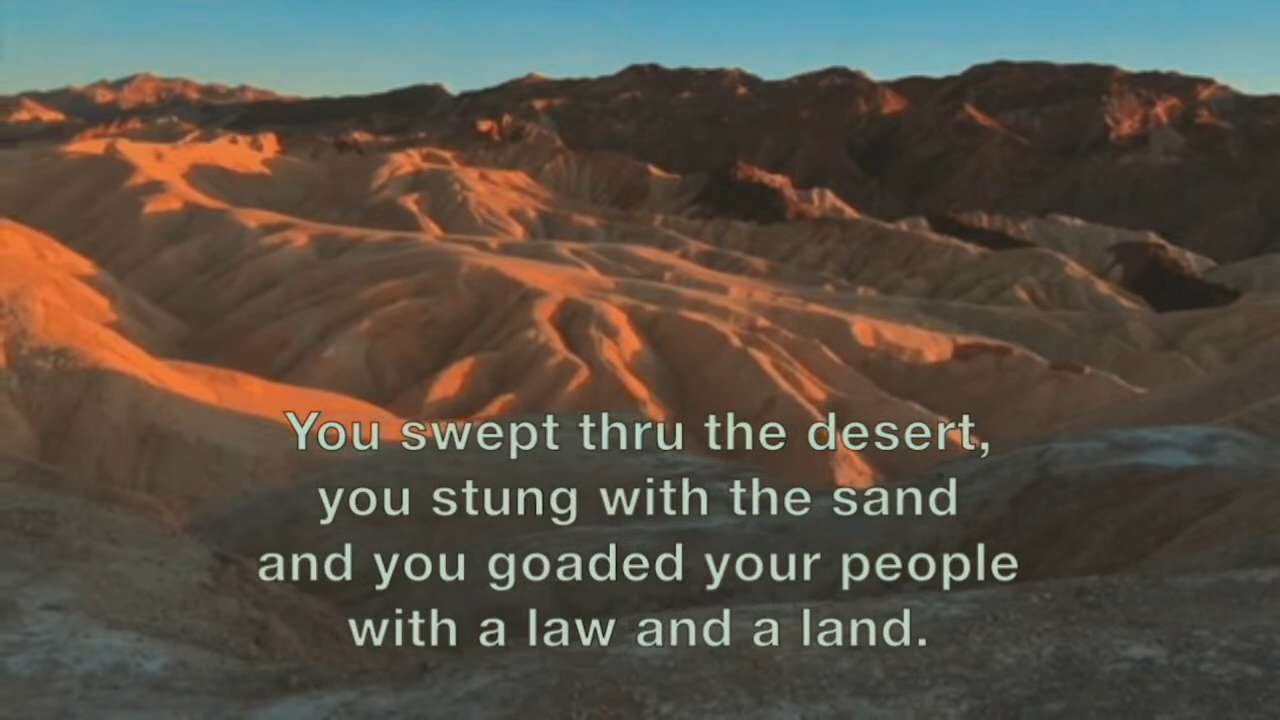 You swept thru the desert,
you stung with the sand
and you goaded your people
with a law and a land.